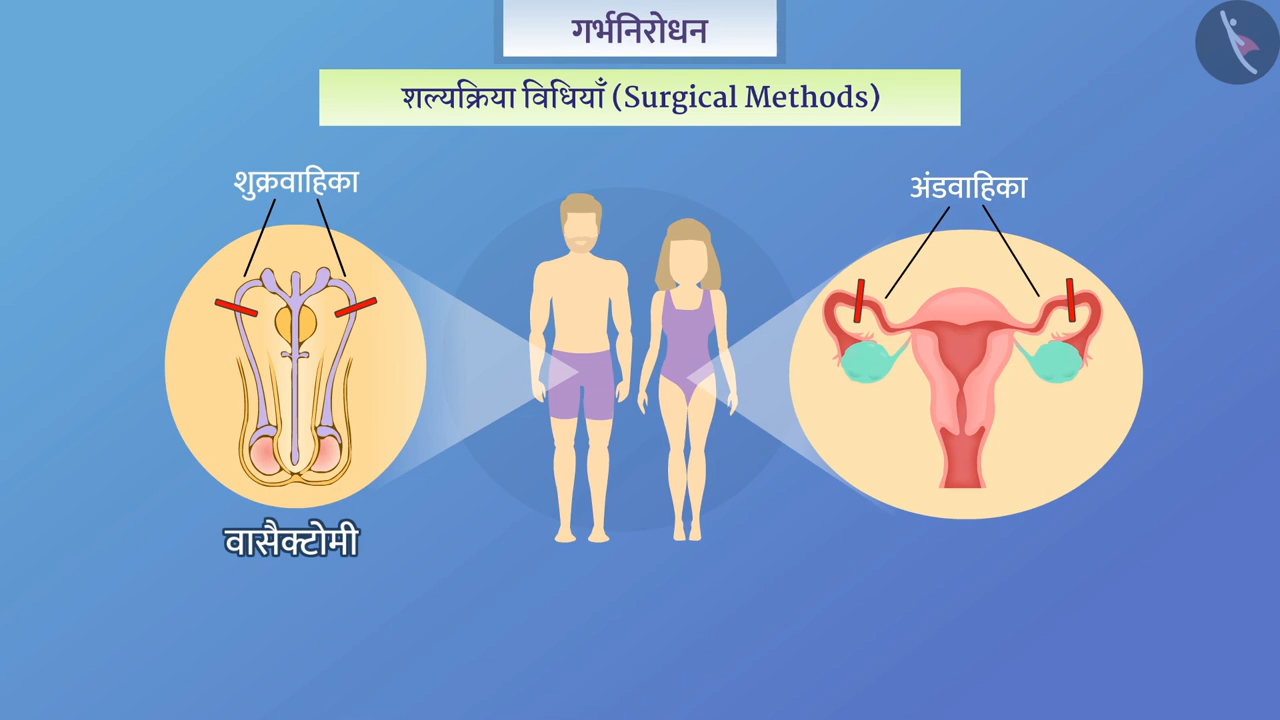 गर्भनिरोधन
शल्यक्रिया विधियाँ (Surgical Methods)
शुक्रवाहिका
अंडवाहिका
वासैक्टोमी